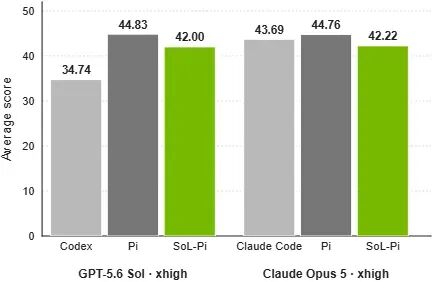 50
40
30
20
10
0
Average score
34.74
44.83
42.00
43.69
44.76
42.22
Codex
Pi
SoL-Pi
Claude Code
Pi
SoL-Pi
GPT-5.6 Sol · xhigh
Claude Opus 5 · xhigh